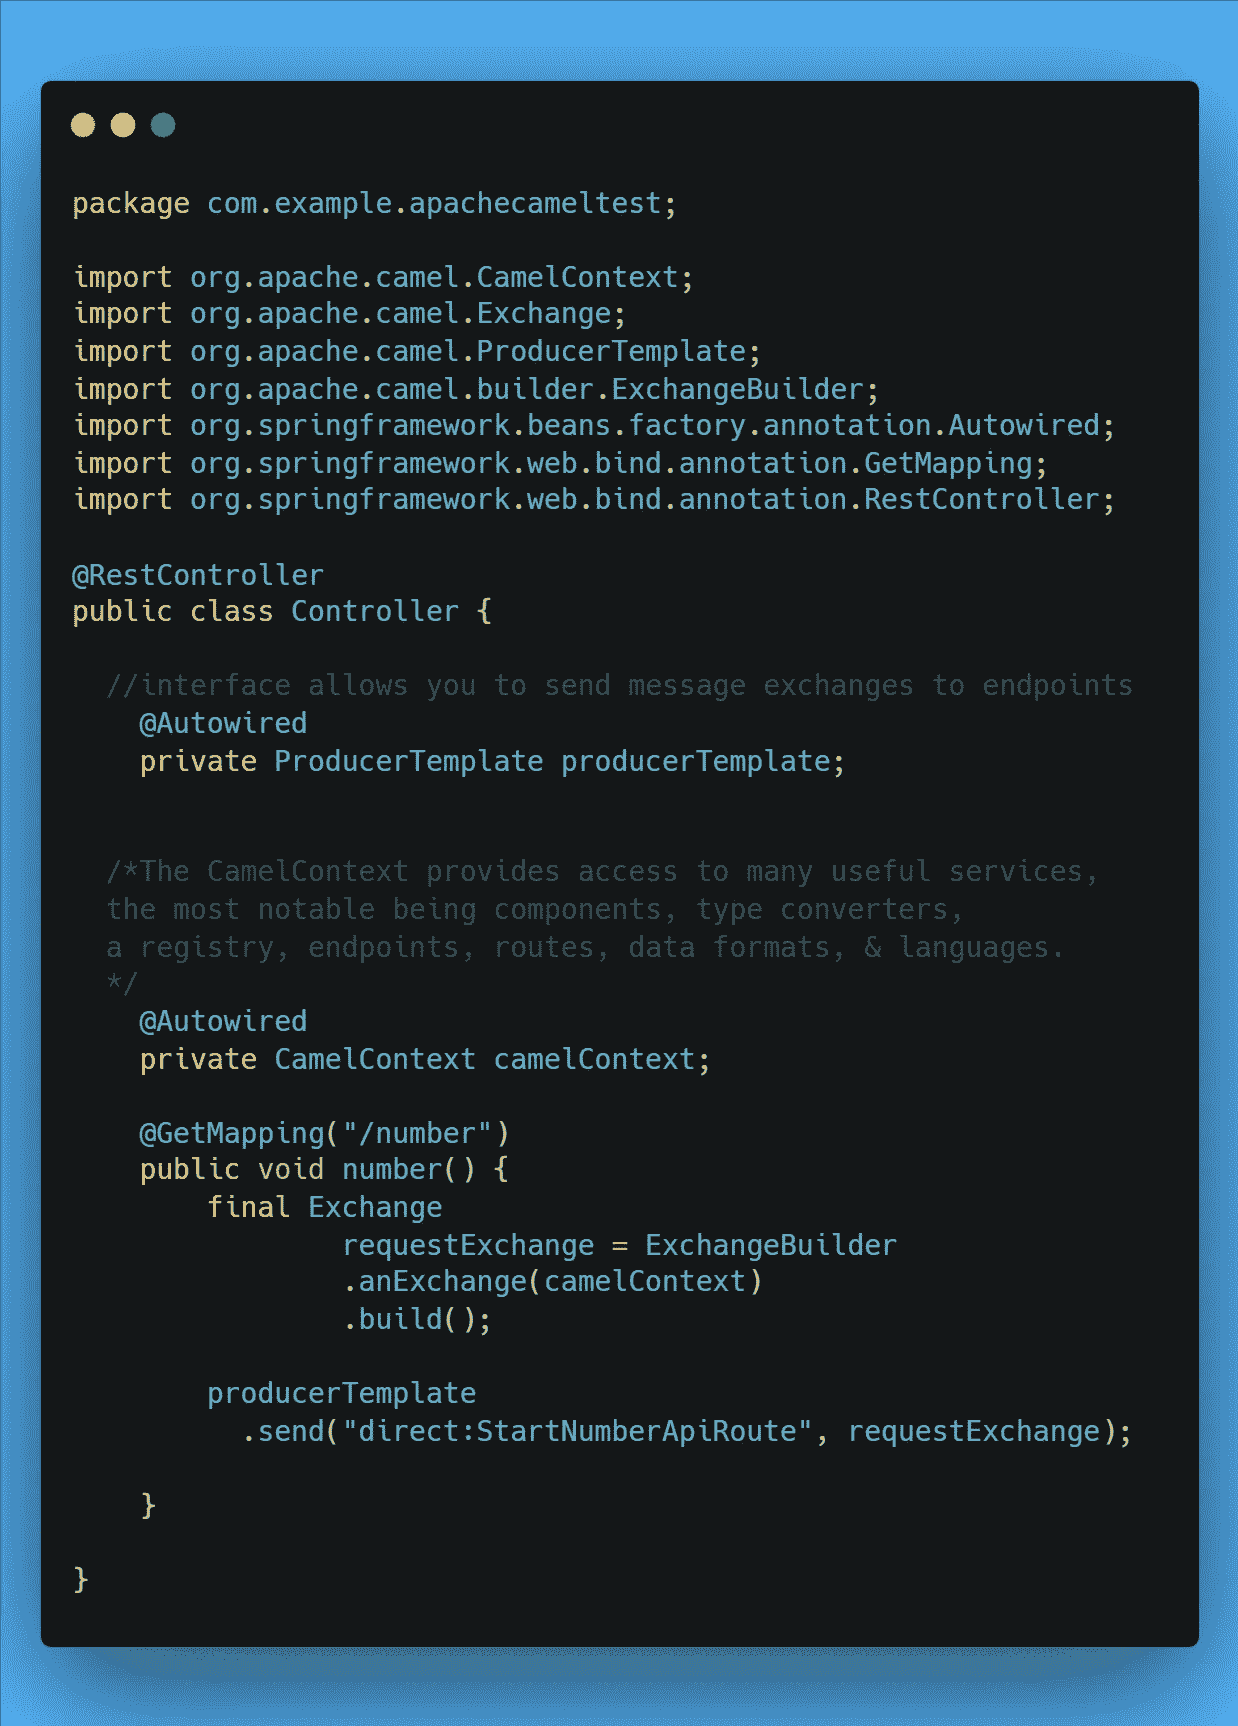 package com.example.apachecameltest;
import org.apache.camel.CamelContext;
import org.apache.camel.Exchange;
import org.apache.camel.ProducerTemplate;
import org.apache.camel.builder.ExchangeBuilder;
import org.springframework.beans.factory.annotation.Autowired;
import org.springframework.web.bind.annotation.GetMapping;
import org.springframework.web.bind.annotation.RestController;
@RestController
public class Controller {
//interface allows you to send message exchanges to endpoints
@Autowired
private ProducerTemplate producerTemplate;
/*The CamelContext provides access to many useful services,
the most notable being components, type converters,
a registry, endpoints, routes, data formats, & languages.
*/
@Autowired
private CamelContext camelContext;
@GetMapping("/number")
public void number() {
final Exchange
requestExchange = ExchangeBuilder
.anExchange(camelContext)
.build();
producerTemplate
.send("direct:StartNumberApiRoute", requestExchange);
}
}